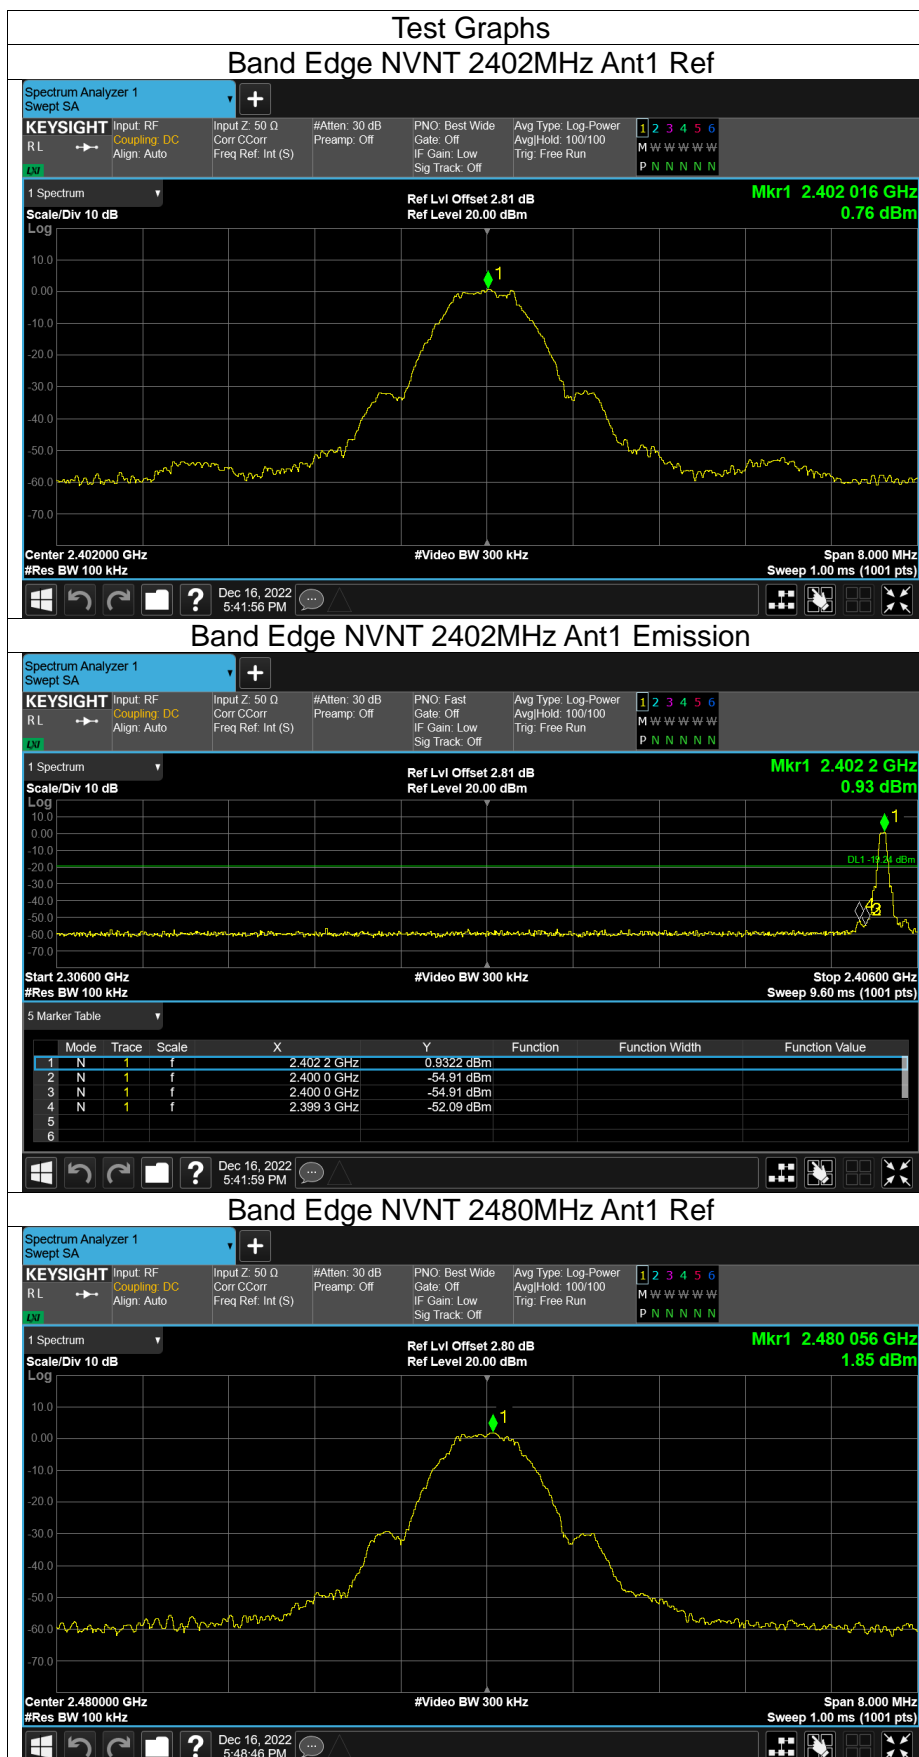 Test Graphs
Band Edge NVNT 2402MHz Ant1 Ref
Spectrum Analyzer 1
Swept SA
+
KEYSIGHT Input: RF Input Z: 50 Ω #Atten: 30 dB PNO: Best Wide Avg Type: Log-Power 1 2 3 4 5 6
RL Coupling: DC Corr CCorr Preamp: Off Gate: Off Avg|Hold: 100/100 M W W W W W
Align: Auto Freq Ref: Int (S) IF Gain: Low Trig: Free Run
LXI Sig Track: Off P N N N N N
1 Spectrum Ref Lvl Offset 2.81 dB Mkr1 2.402 016 GHz
Scale/Div 10 dB Ref Level 20.00 dBm 0.76 dBm
Log
1
10.0
0.00
-10.0
-20.0
-30.0
-40.0
-50.0
-60.0
-70.0
Center 2.402000 GHz #Video BW 300 kHz Span 8.000 MHz
#Res BW 100 kHz Sweep 1.00 ms (1001 pts)
? Dec 16, 2022
5:41:56 PM
Band Edge NVNT 2402MHz Ant1 Emission
Spectrum Analyzer 1
Swept SA
+
KEYSIGHT Input: RF Input Z: 50 Ω #Atten: 30 dB PNO: Fast Avg Type: Log-Power 1 2 3 4 5 6
RL Coupling: DC Corr CCorr Preamp: Off Gate: Off Avg|Hold: 100/100 M W W W W W
Align: Auto Freq Ref: Int (S) IF Gain: Low Trig: Free Run
LXI Sig Track: Off P N N N N N
1 Spectrum Ref Lvl Offset 2.81 dB Mkr1 2.402 2 GHz
Scale/Div 10 dB Ref Level 20.00 dBm 0.93 dBm
Log
10.0 1
0.00
-10.0
DL1 -19.24 dBm
-20.0
-30.0
-40.0
-50.0
-60.0
-70.0
Start 2.30600 GHz #Video BW 300 kHz Stop 2.40600 GHz
#Res BW 100 kHz Sweep 9.60 ms (1001 pts)
5 Marker Table
Mode Trace Scale X Y Function Function Width Function Value
1 N 1 f 2.402 2 GHz 0.9322 dBm
2 N 1 f 2.400 0 GHz -54.91 dBm
3 N 1 f 2.400 0 GHz -54.91 dBm
4 N 1 f 2.399 3 GHz -52.09 dBm
5
6
? Dec 16, 2022
5:41:59 PM
Band Edge NVNT 2480MHz Ant1 Ref
Spectrum Analyzer 1
Swept SA
+
KEYSIGHT Input: RF Input Z: 50 Ω #Atten: 30 dB PNO: Best Wide Avg Type: Log-Power 1 2 3 4 5 6
RL Coupling: DC Corr CCorr Preamp: Off Gate: Off Avg|Hold: 100/100 M W W W W W
Align: Auto Freq Ref: Int (S) IF Gain: Low Trig: Free Run
LXI Sig Track: Off P N N N N N
1 Spectrum Ref Lvl Offset 2.80 dB Mkr1 2.480 056 GHz
Scale/Div 10 dB Ref Level 20.00 dBm 1.85 dBm
Log
1
10.0
0.00
-10.0
-20.0
-30.0
-40.0
-50.0
-60.0
-70.0
Center 2.480000 GHz #Video BW 300 kHz Span 8.000 MHz
#Res BW 100 kHz Sweep 1.00 ms (1001 pts)
? Dec 16, 2022
5:48:46 PM